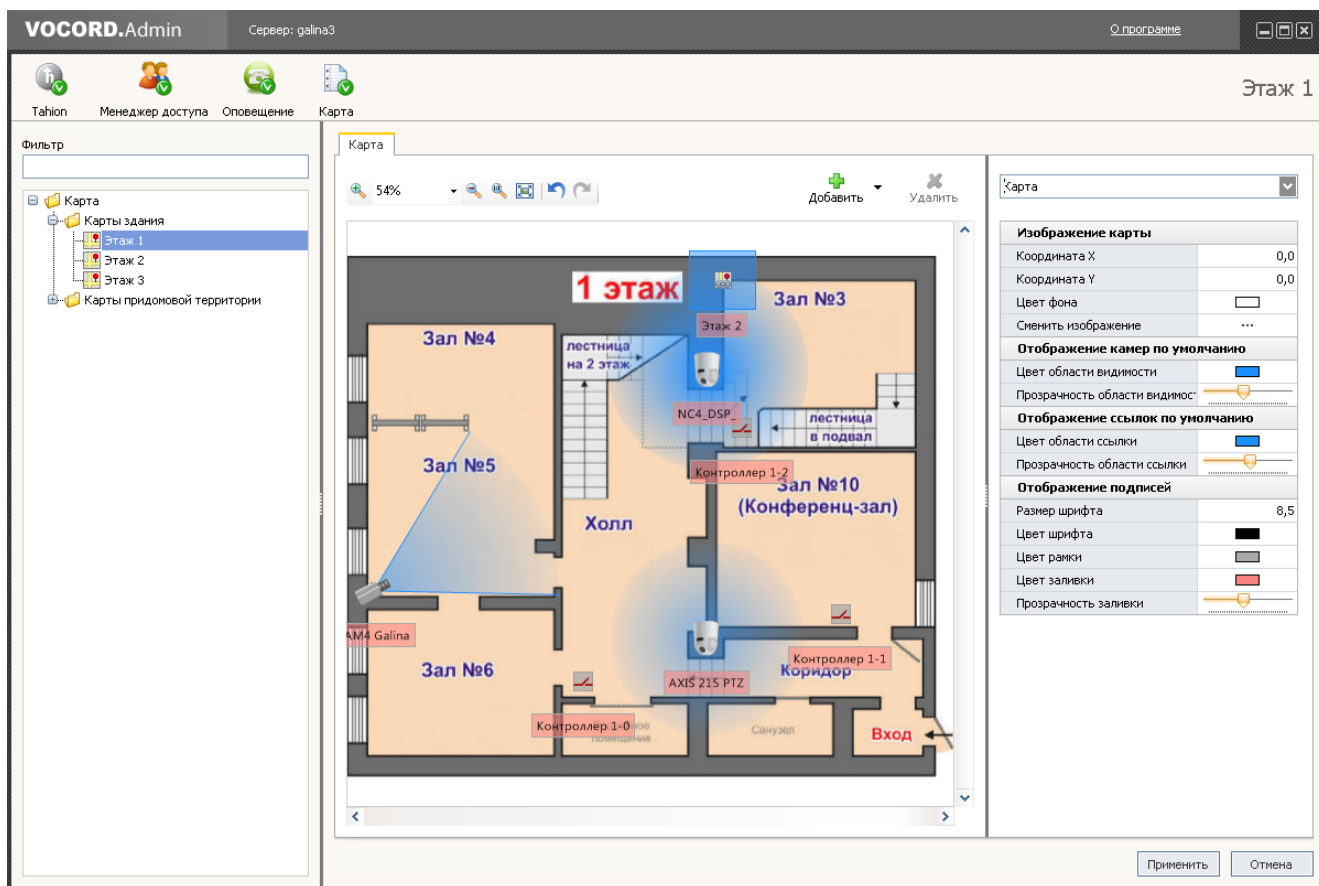 VOCORD.Admin
Сервер: galina3
О программе
Tahion
Менеджер доступа
Оповещение
Карта
Этаж 1
Фильтр
Карта
Карты здания
Этаж 1
Этаж 2
Этаж 3
Карты придомовой территории
Карта
54%
Добавить
Удалить
1 этаж
Зал №3
Этаж 2
Зал №4
лестница
на 2 этаж
NC4_DSP_
лестница
в подвал
Зал №5
Контроллер 1-2
Зал №10
(Конференц-зал)
Холл
AM4 Galina
Зал №6
Контроллер 1-1
Коридор
AXIS 215 PTZ
Контроллер 1-0
помещение
Санузел
Вход
Карта
Изображение карты
Координата X 0,0
Координата Y 0,0
Цвет фона
Сменить изображение ...
Отображение камер по умолчанию
Цвет области видимости
Прозрачность области видимос
Отображение ссылок по умолчанию
Цвет области ссылки
Прозрачность области ссылки
Отображение подписей
Размер шрифта 8,5
Цвет шрифта
Цвет рамки
Цвет заливки
Прозрачность заливки
Применить
Отмена